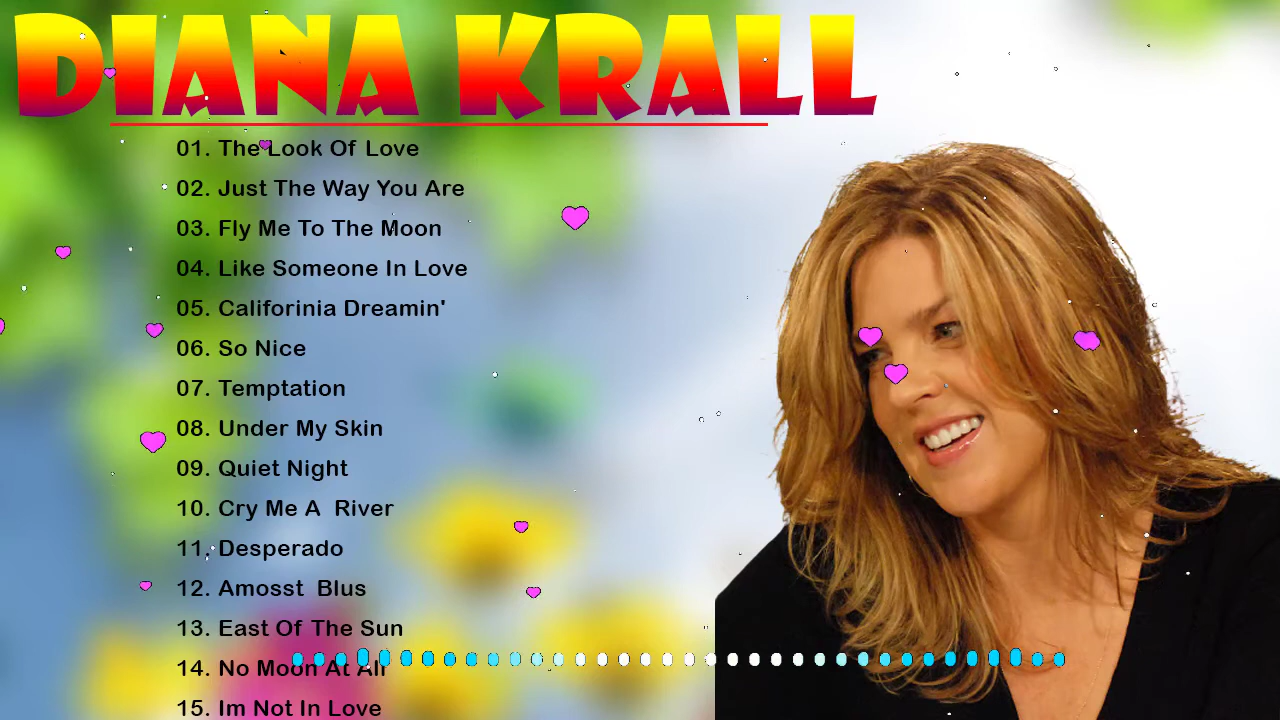 DIANA KRALL
01. The Look Of Love
02. Just The Way You Are
03. Fly Me To The Moon
04. Like Someone In Love
05. Califorinia Dreamin'
06. So Nice
07. Temptation
08. Under My Skin
09. Quiet Night
10. Cry Me A River
11. Desperado
12. Amosst Blus
13. East Of The Sun
14. No Moon At All
15. Im Not In Love